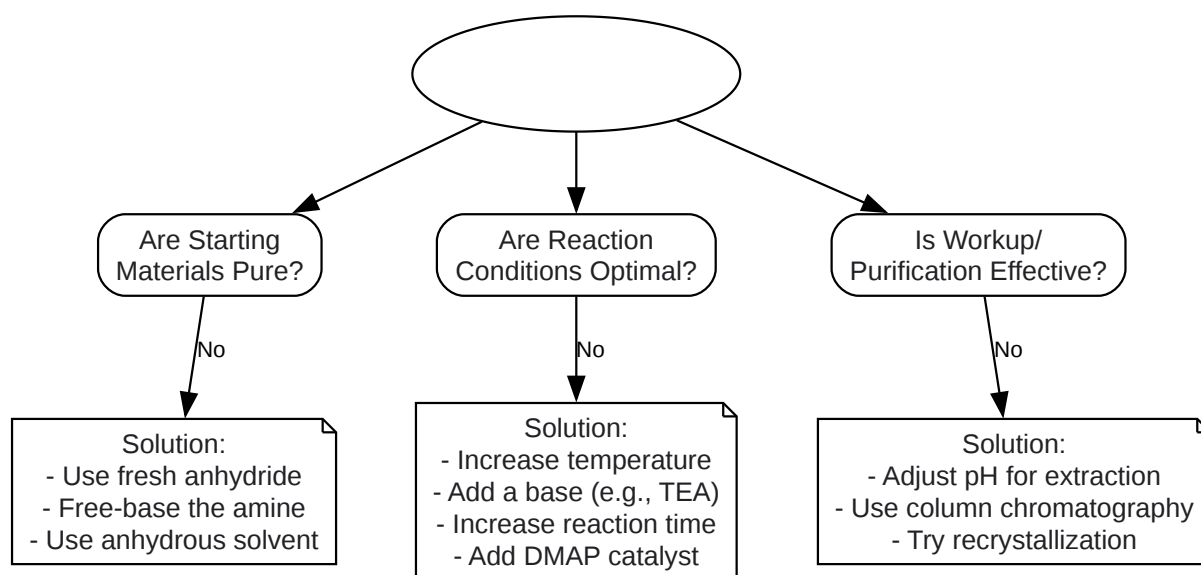 Are Starting
Materials Pure?
Are Reaction
Conditions Optimal?
Is Workup/
Purification Effective?
No
No
No
Solution:
- Use fresh anhydride
- Free-base the amine
- Use anhydrous solvent
Solution:
- Increase temperature
- Add a base (e.g., TEA)
- Increase reaction time
- Add DMAP catalyst
Solution:
- Adjust pH for extraction
- Use column chromatography
- Try recrystallization